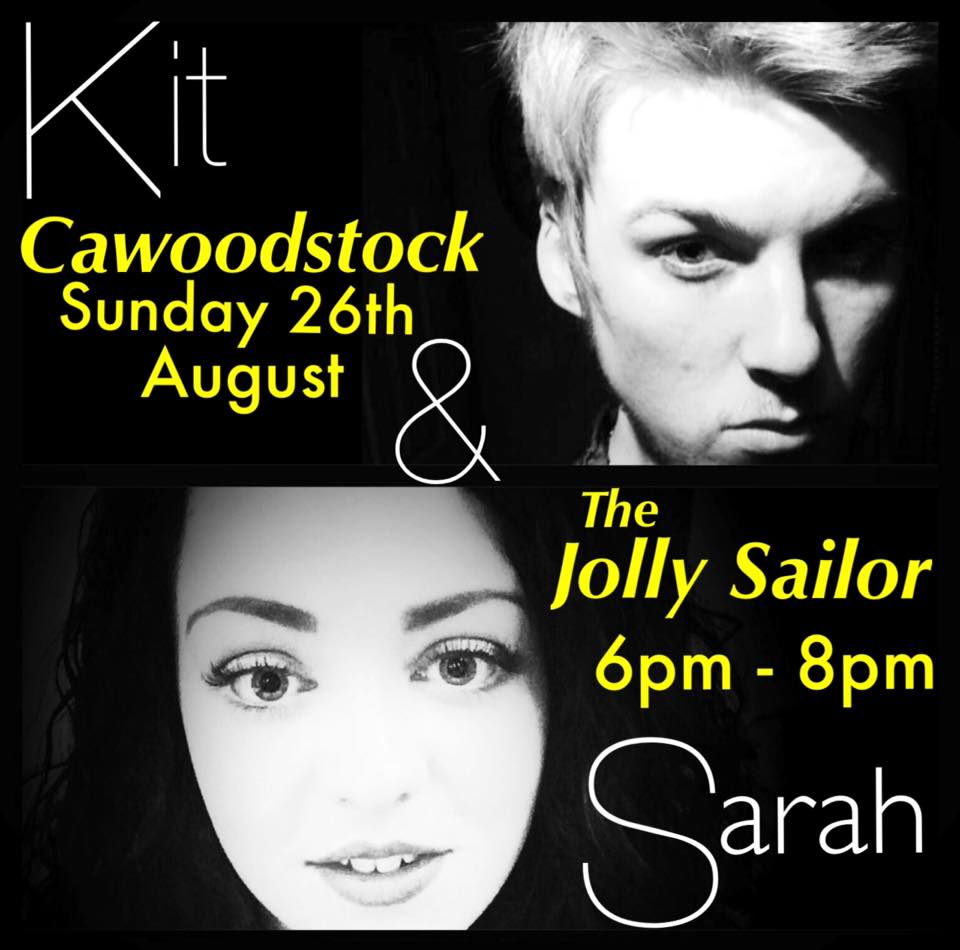 Kit
Cawoodstock
Sunday 26th
August
&
The
Jolly Sailor
6pm - 8pm
Sarah